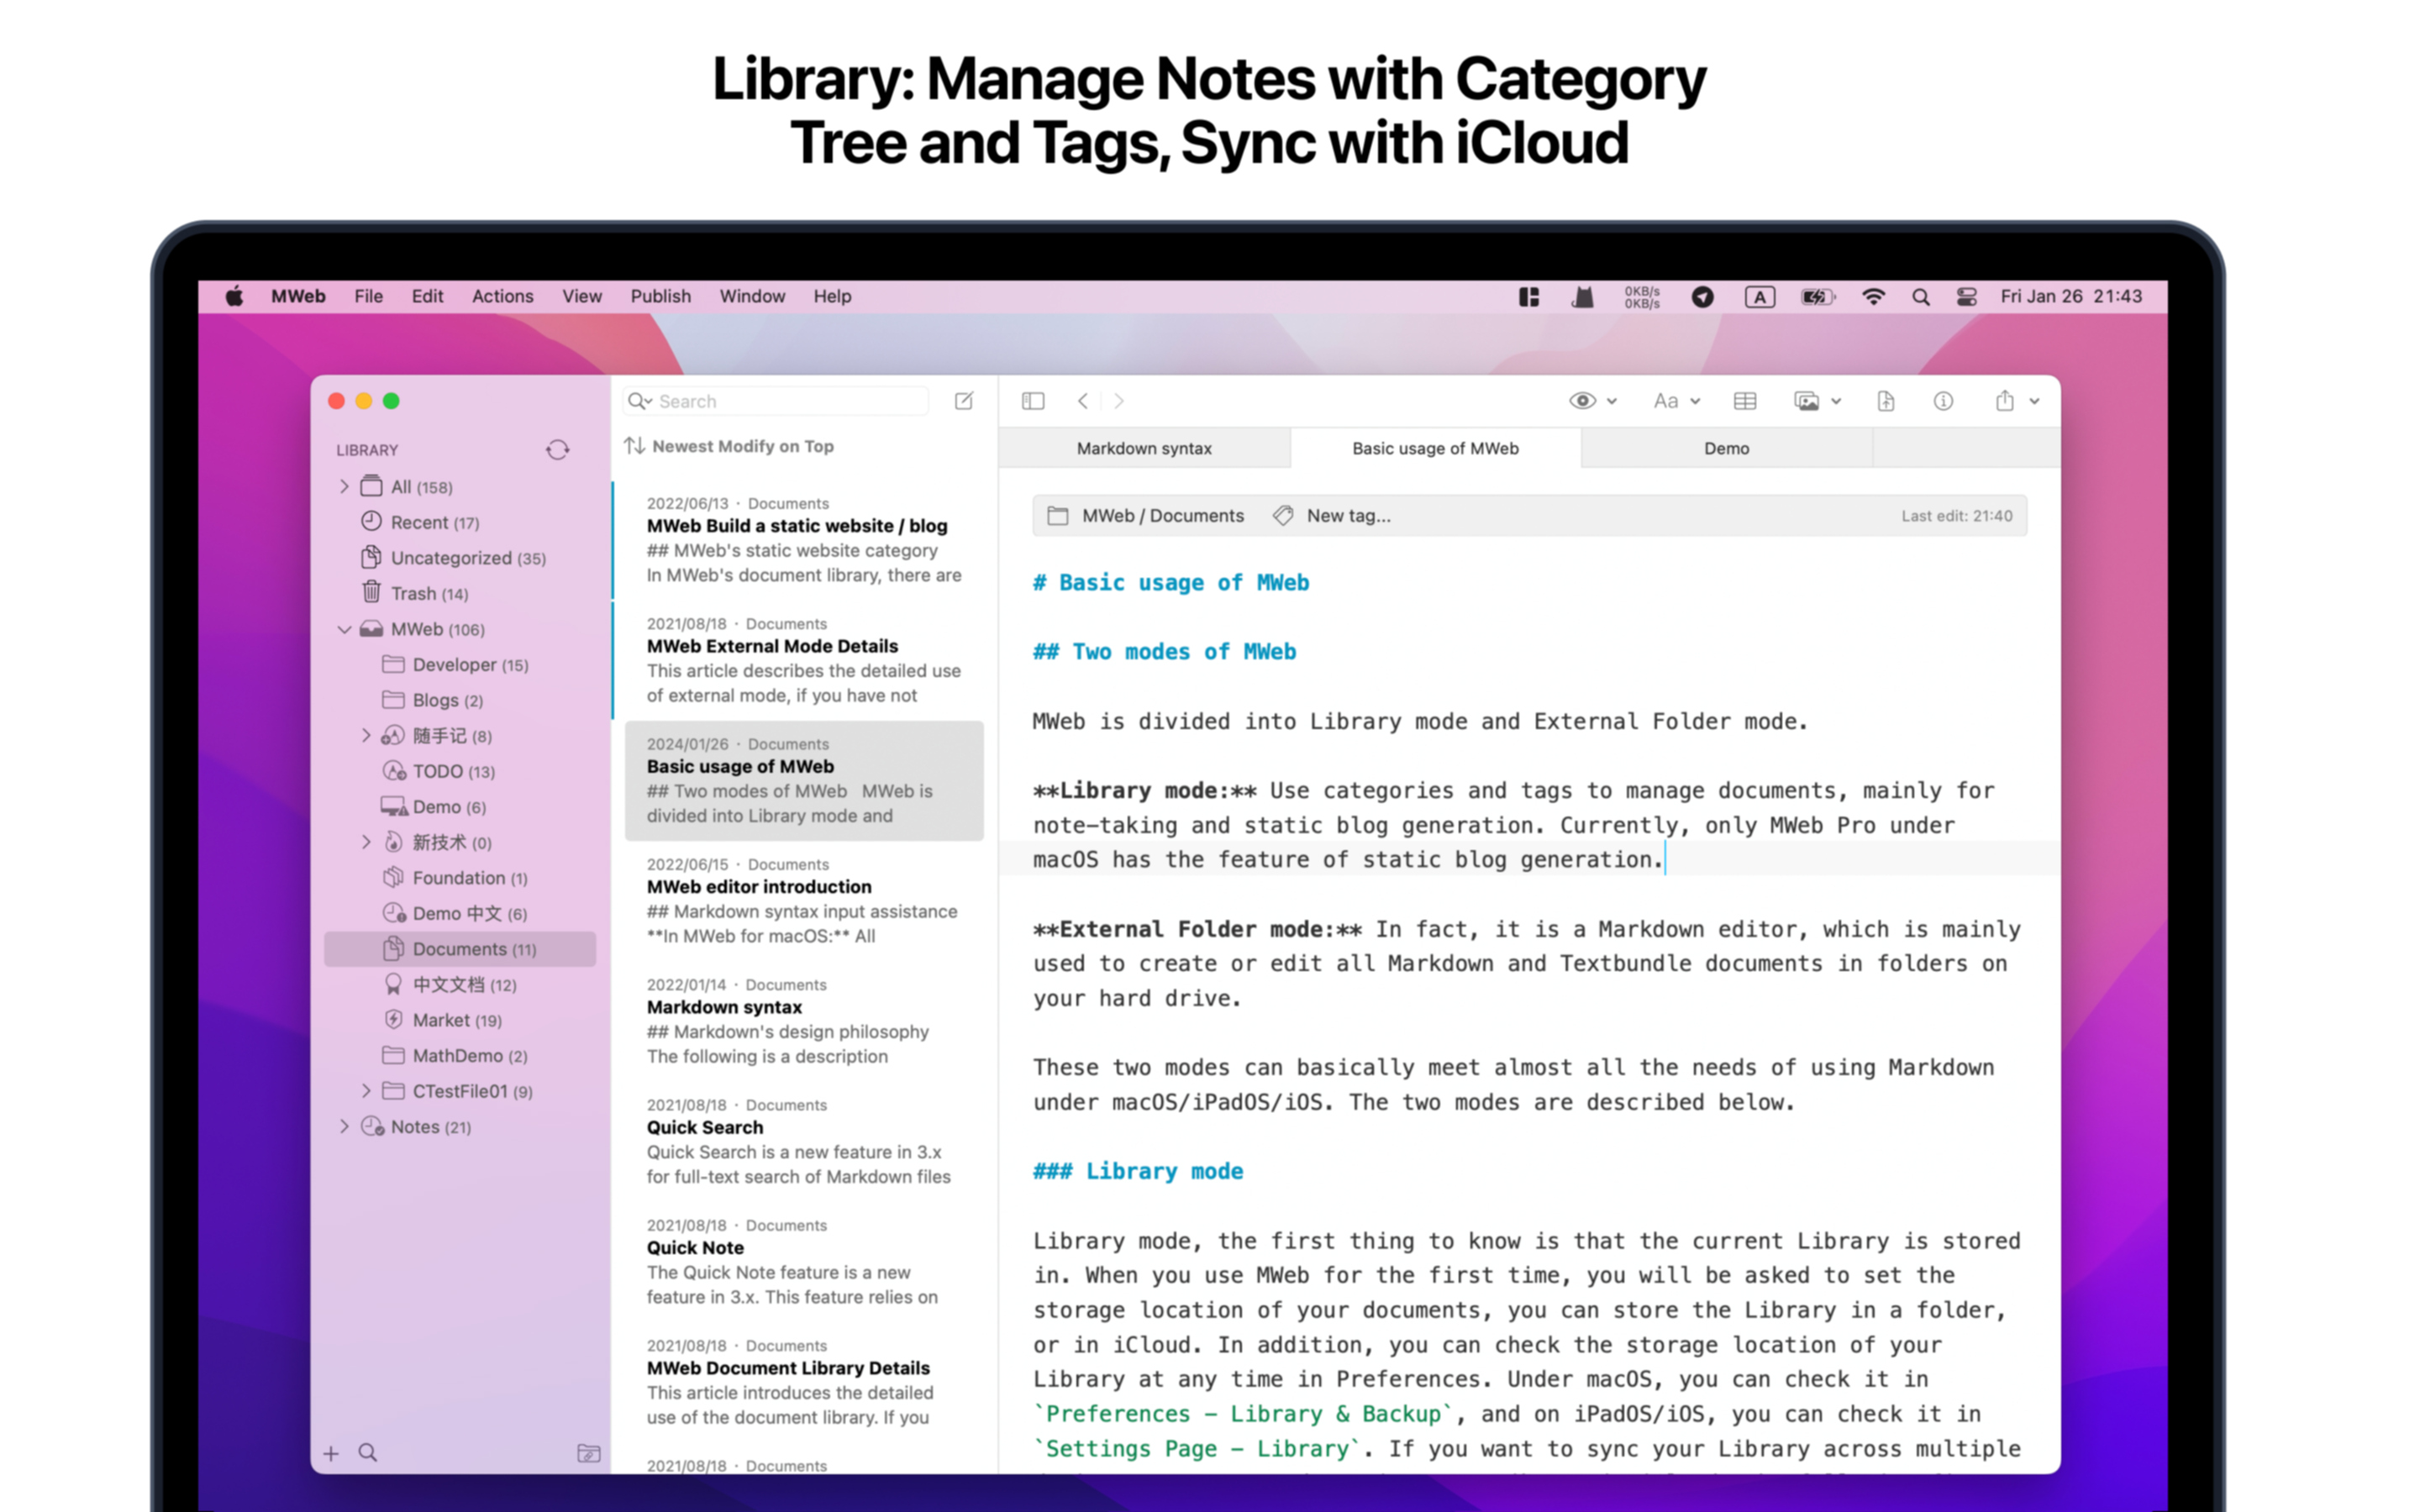 Library: Manage Notes with Category
Tree and Tags, Sync with iCloud
MWeb File Edit Actions View Publish Window Help
0KB/s
0KB/s
A
Fri Jan 26 21:43
LIBRARY
All (158)
Recent (17)
Uncategorized (35)
Trash (14)
MWeb (106)
Developer (15)
Blogs (2)
随手记 (8)
TODO (13)
Demo (6)
新技术 (0)
Foundation (1)
Demo 中文 (6)
Documents (11)
中文文档 (12)
Market (19)
MathDemo (2)
CTestFile01 (9)
Notes (21)
Search
Newest Modify on Top
2022/06/13 · Documents
MWeb Build a static website / blog
## MWeb's static website category
In MWeb's document library, there are
2021/08/18 · Documents
MWeb External Mode Details
This article describes the detailed use
of external mode, if you have not
2024/01/26 · Documents
Basic usage of MWeb
## Two modes of MWeb MWeb is
divided into Library mode and
2022/06/15 · Documents
MWeb editor introduction
## Markdown syntax input assistance
**In MWeb for macOS:** All
2022/01/14 · Documents
Markdown syntax
## Markdown's design philosophy
The following is a description
2021/08/18 · Documents
Quick Search
Quick Search is a new feature in 3.x
for full-text search of Markdown files
2021/08/18 · Documents
Quick Note
The Quick Note feature is a new
feature in 3.x. This feature relies on
2021/08/18 · Documents
MWeb Document Library Details
This article introduces the detailed
use of the document library. If you
2021/08/18 · Documents
Aa
Markdown syntax
Basic usage of MWeb
Demo
MWeb / Documents New tag... Last edit: 21:40
# Basic usage of MWeb
## Two modes of MWeb
MWeb is divided into Library mode and External Folder mode.
**Library mode:** Use categories and tags to manage documents, mainly for
note-taking and static blog generation. Currently, only MWeb Pro under
macOS has the feature of static blog generation.
**External Folder mode:** In fact, it is a Markdown editor, which is mainly
used to create or edit all Markdown and Textbundle documents in folders on
your hard drive.
These two modes can basically meet almost all the needs of using Markdown
under macOS/iPadOS/iOS. The two modes are described below.
### Library mode
Library mode, the first thing to know is that the current Library is stored
in. When you use MWeb for the first time, you will be asked to set the
storage location of your documents, you can store the Library in a folder,
or in iCloud. In addition, you can check the storage location of your
Library at any time in Preferences. Under macOS, you can check it in
`Preferences - Library & Backup`, and on iPadOS/iOS, you can check it in
`Settings Page - Library`. If you want to sync your Library across multiple